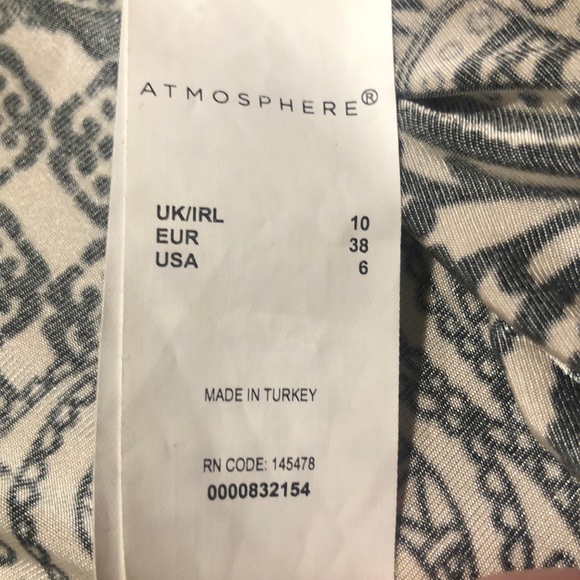 ATMOSPHERE®
UK/IRL 10
EUR 38
USA 6
MADE IN TURKEY
RN CODE: 145478
0000832154